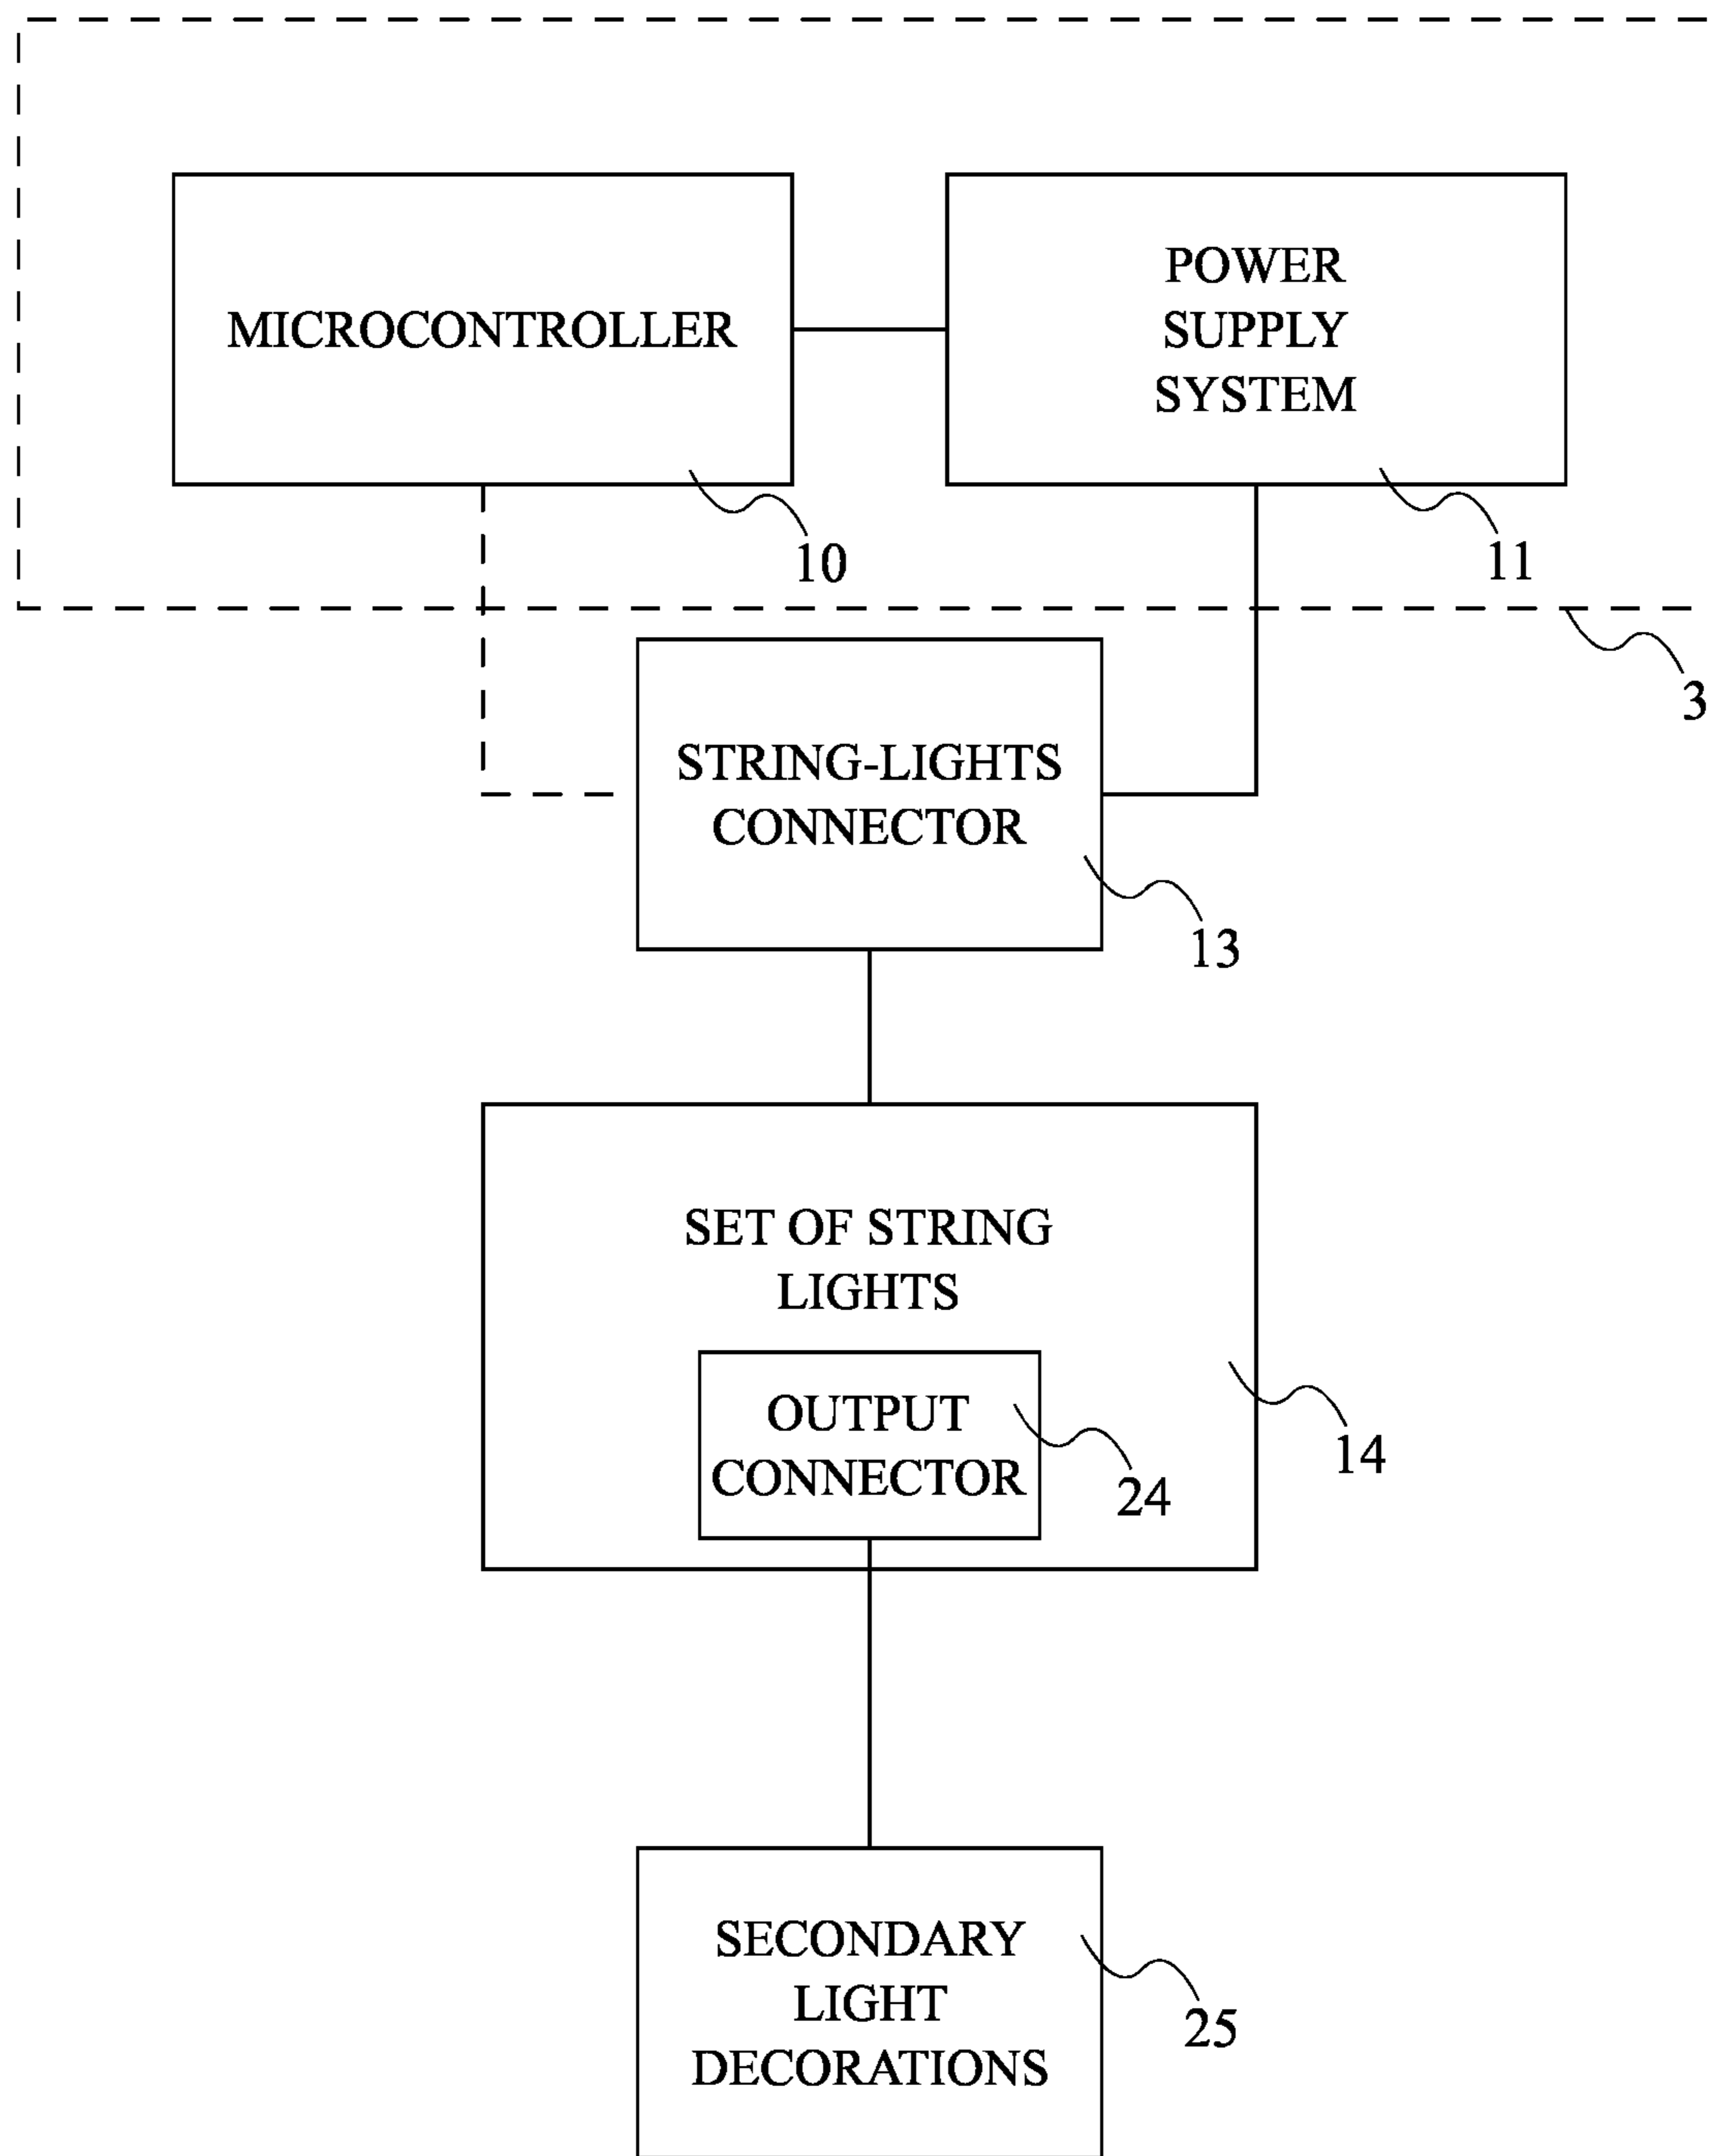 MICROCONTROLLER
POWER
SUPPLY
SYSTEM
10
11
3
STRING-LIGHTS
CONNECTOR
13
SET OF STRING
LIGHTS
OUTPUT
CONNECTOR
24
14
SECONDARY
LIGHT
DECORATIONS
25